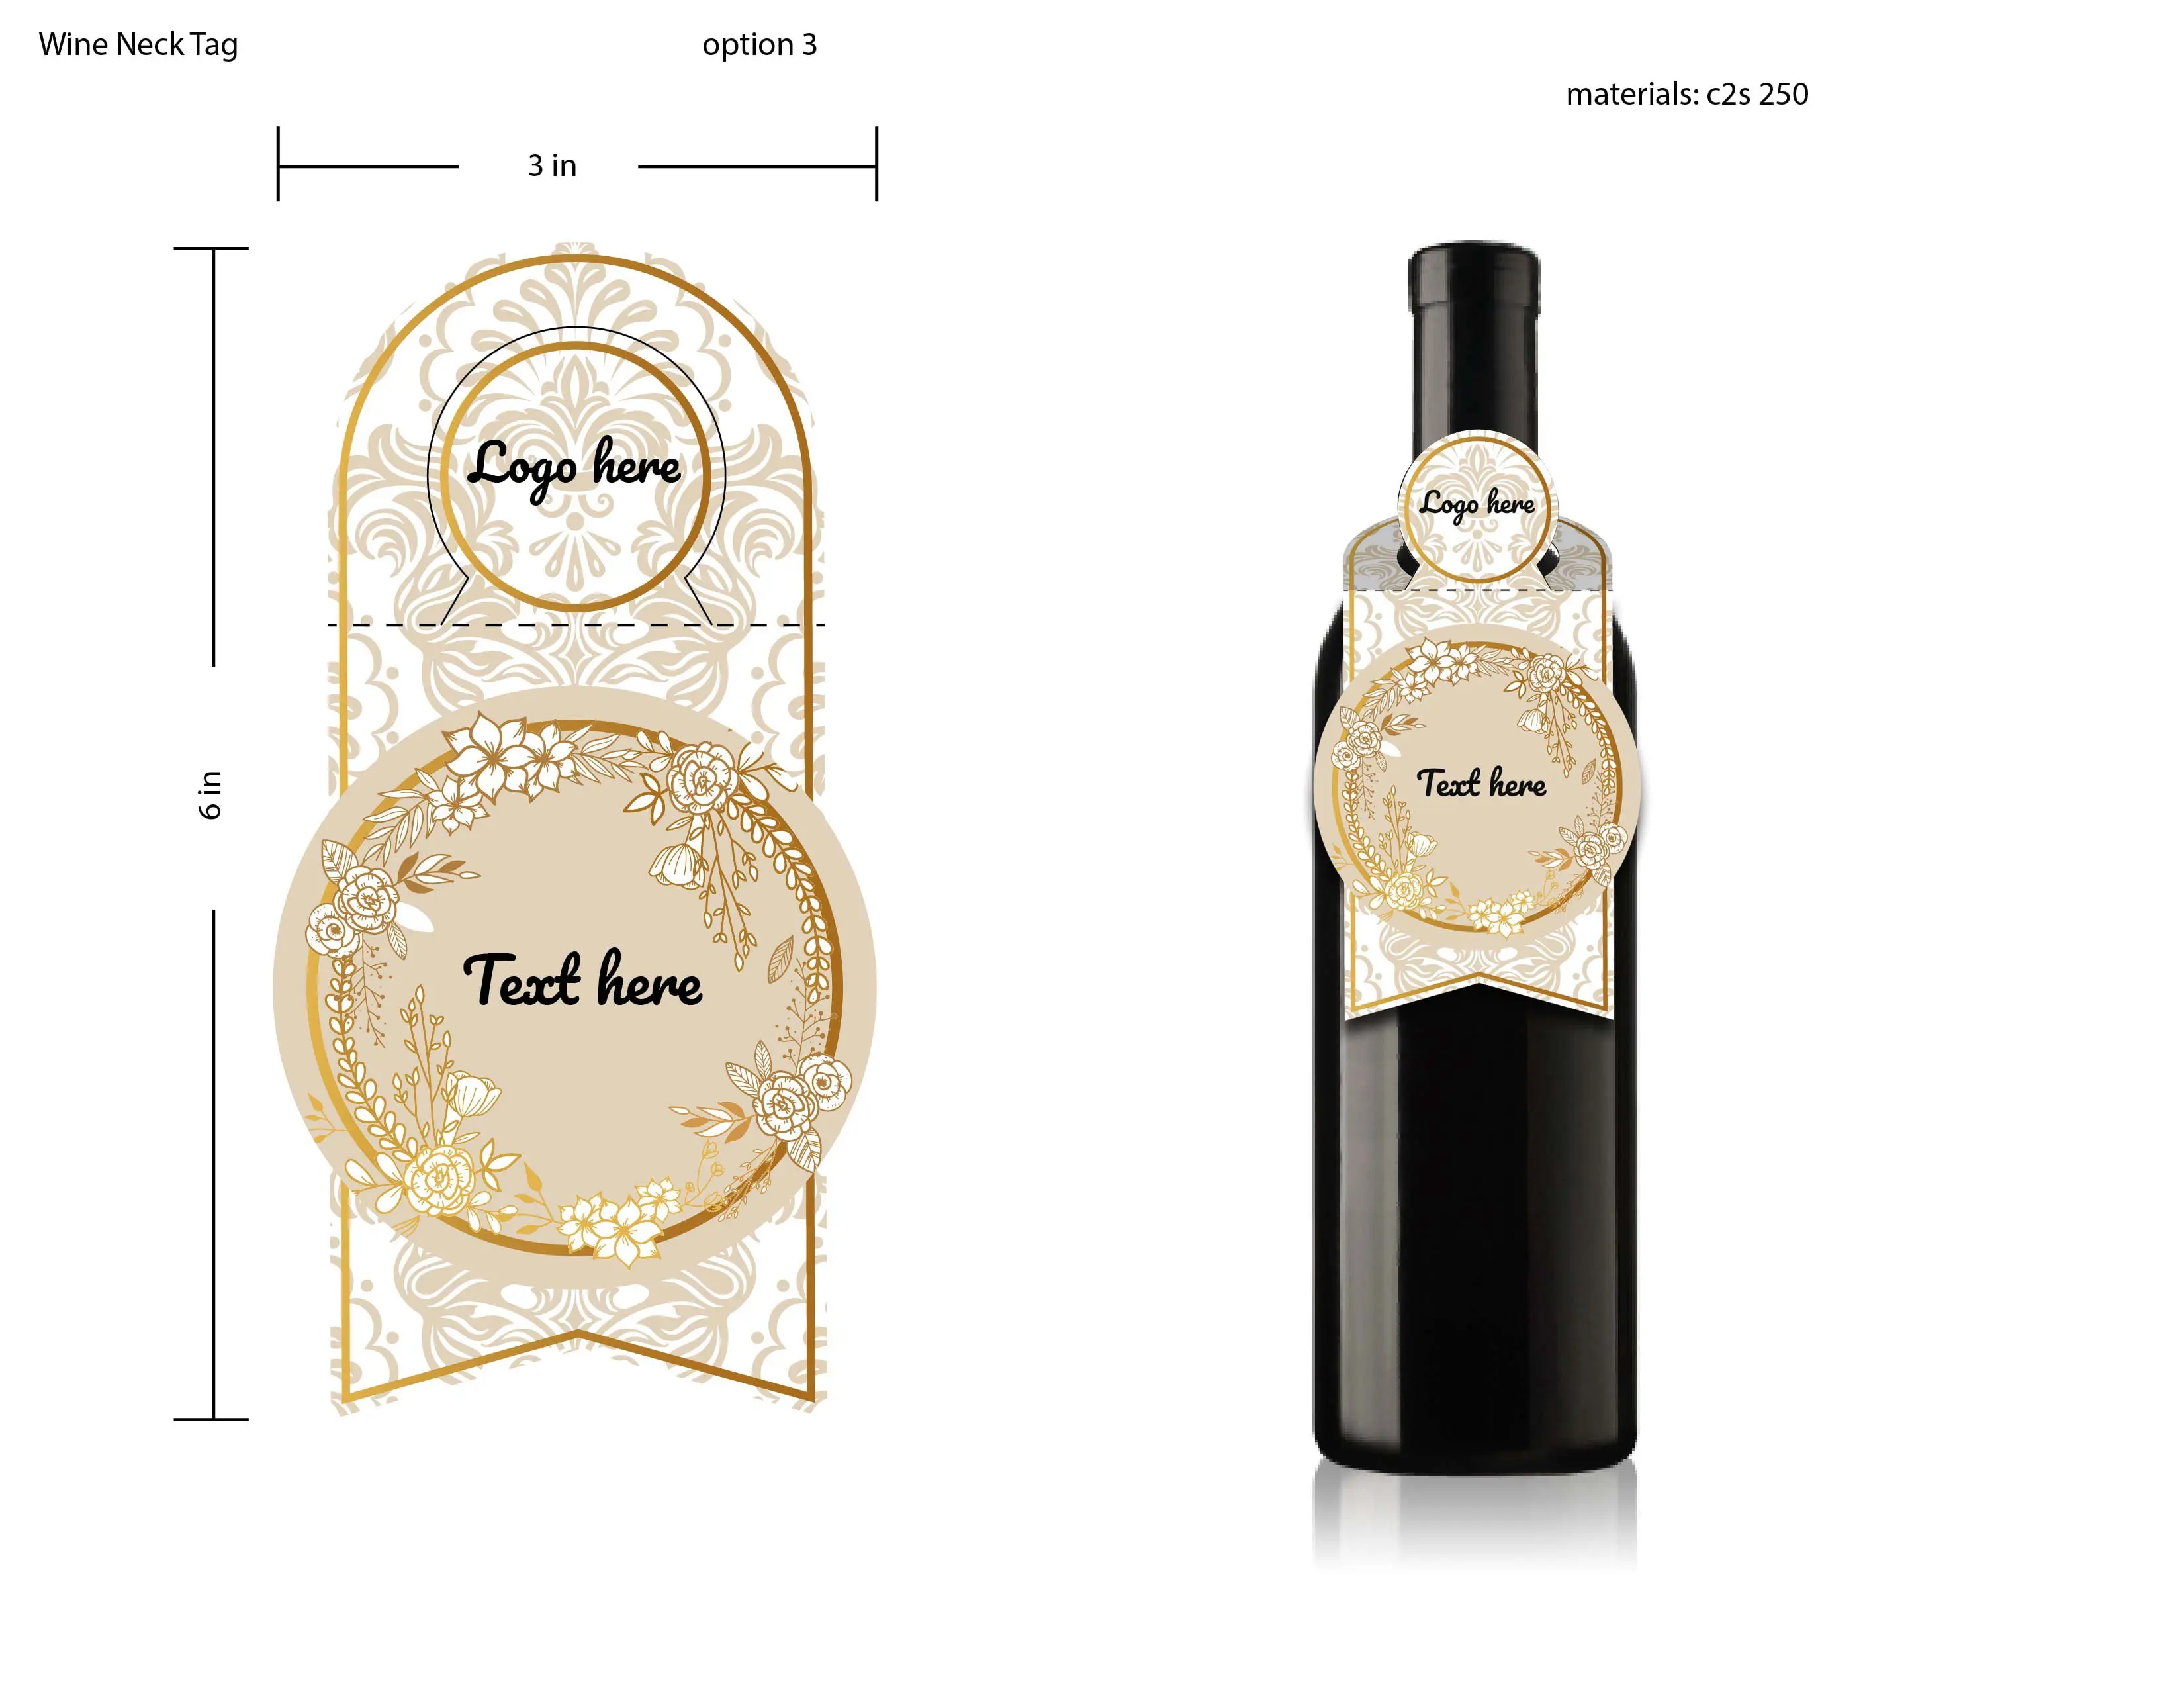 Wine Neck Tag
option 3
materials: c2s 250
3 in
6 in
Logo here
Text here
Logo here
Text here